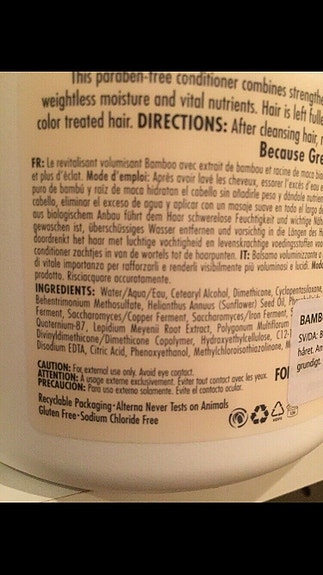 This paraben-free conditioner combines strengthe
weightless moisture and vital nutrients. Hair is left fulle
color treated hair. DIRECTIONS: After cleansing hair, r
Because Gre
FR: Le revitalisant volumisant Bamboo avec extrait de bambou et racine de maca
et plus d'éclat. Mode d'emploi: Après avoir lavé les cheveux, essorer l'excès d'eau e
puro de bambú y raíz de maca hidratan el cabello sin añadirle peso y dándole nutrie
cabello, eliminar el exceso de agua y aplicar con un masaje suave en todo el largo d
aus biologischem Anbau führt dem Haar schwerelose Feuchtigkeit und wichtige Nähr
gewaschen ist, überschüssiges Wasser entfernen und vorsichtig in die Längen des H
doordrenkt het haar met luchtige vochtigheid en levenskrachtige voedingsstoffen voo
conditioner zachtjes in van de wortels tot de haarpunten. IT: Balsamo volumizzante a
di vitale importanza per rafforzarli e renderli visibilmente più voluminosi e lucidi. Moda
prodotto. Risciacquare accuratamente.
INGREDIENTS: Water/Aqua/Eau, Cetearyl Alcohol, Dimethicone, Cyclopentasiloxane,
Behentrimonium Methosulfate, Helianthus Annuus (Sunflower) Seed Oil,
Ferment, Saccharomyces/Copper Ferment, Saccharomyces/Iron Ferment, S
Quaternium-87, Lepidium Meyenii Root Extract, Polygonum Multiflorum
Divinyldimethicone/Dimethicone Copolymer, Hydroxyethylcellulose, C12-1
Disodium EDTA, Citric Acid, Phenoxyethanol, Methylchloroisothiazolinone, M
CAUTION: For external use only. Avoid eye contact.
ATTENTION: A usage externe exclusivement. Eviter tout contact avec les yeux. FOR
PRECAUCION: Para uso externo solamente. Evite el contacto ocular.
Recyclable Packaging • Alterna Never Tests on Animals
Gluten Free • Sodium Chloride Free
BAMB
SVIDA: B
håret. An
grundigt.